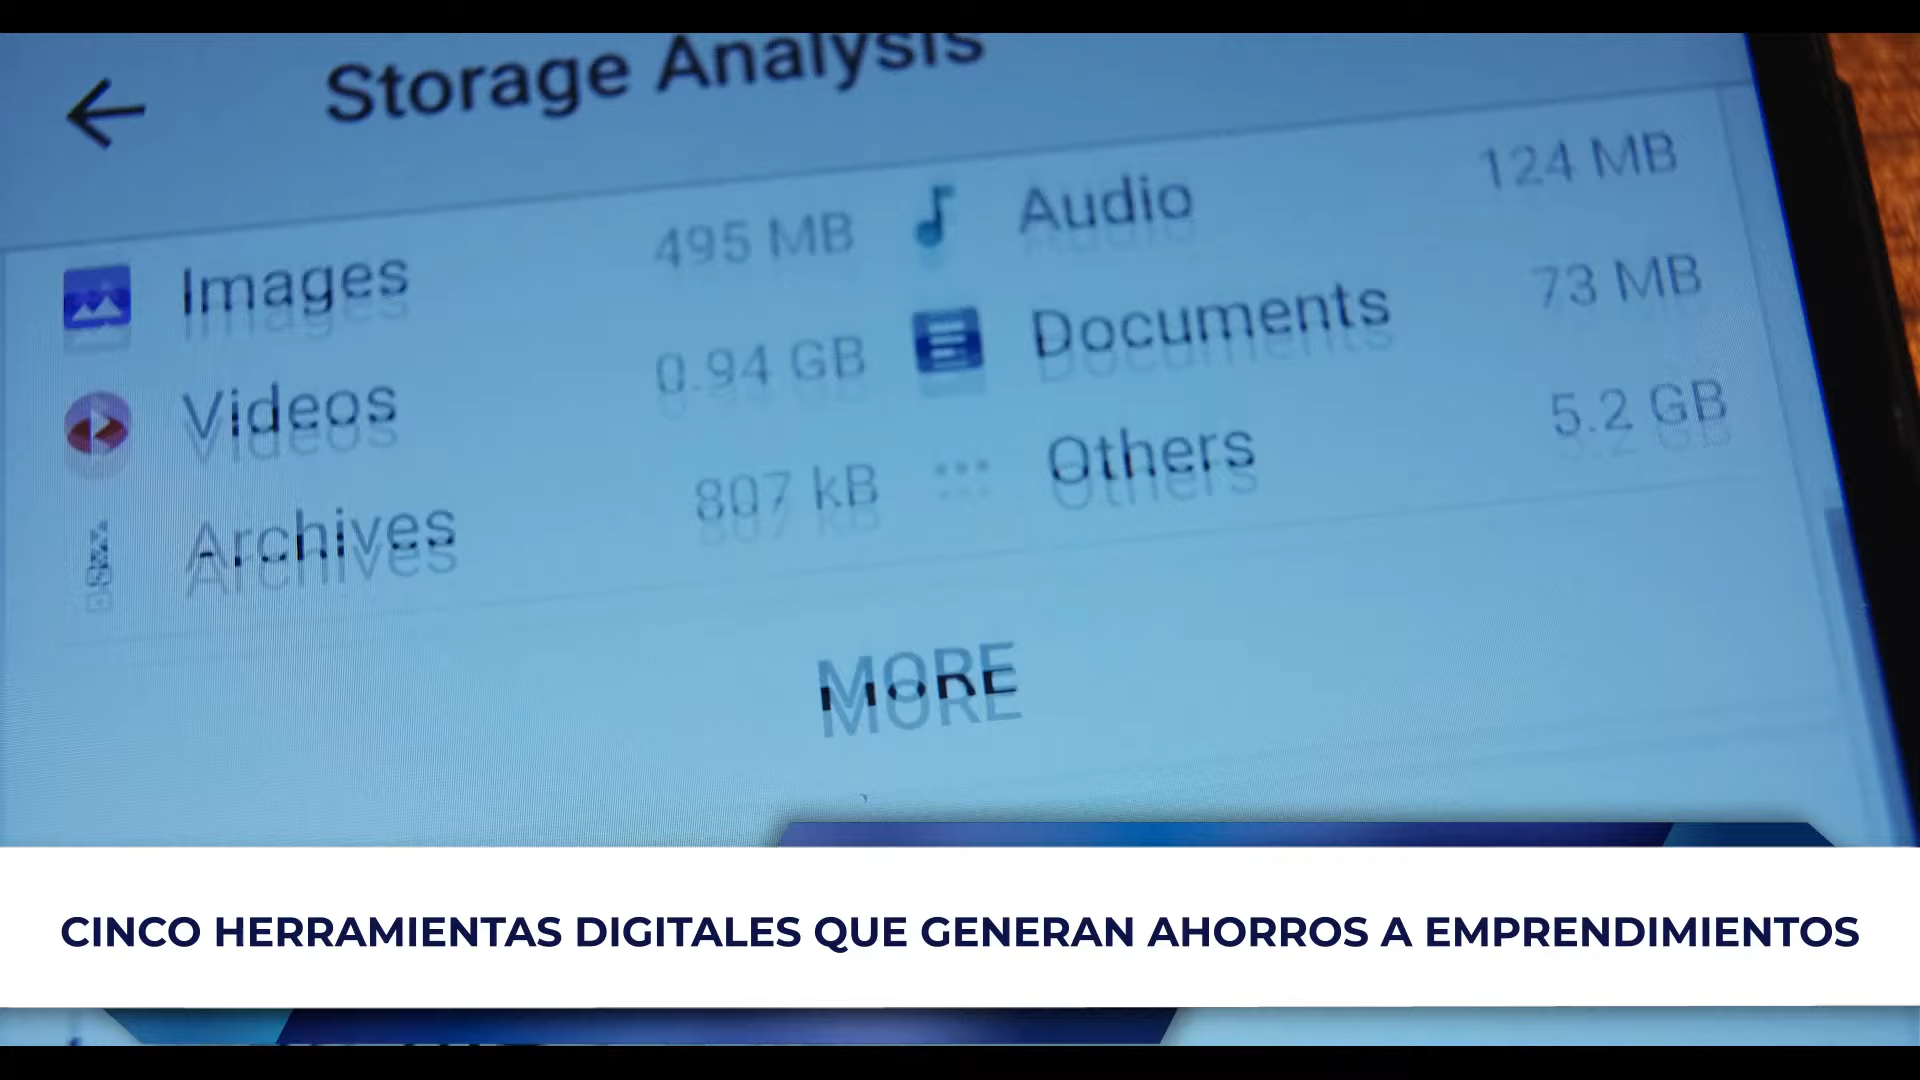 Storage Analysis
Images 495 MB
Audio 124 MB
Videos 0.94 GB
Documents 73 MB
Archives 807 kB
Others 5.2 GB
MORE
CINCO HERRAMIENTAS DIGITALES QUE GENERAN AHORROS A EMPRENDIMIENTOS